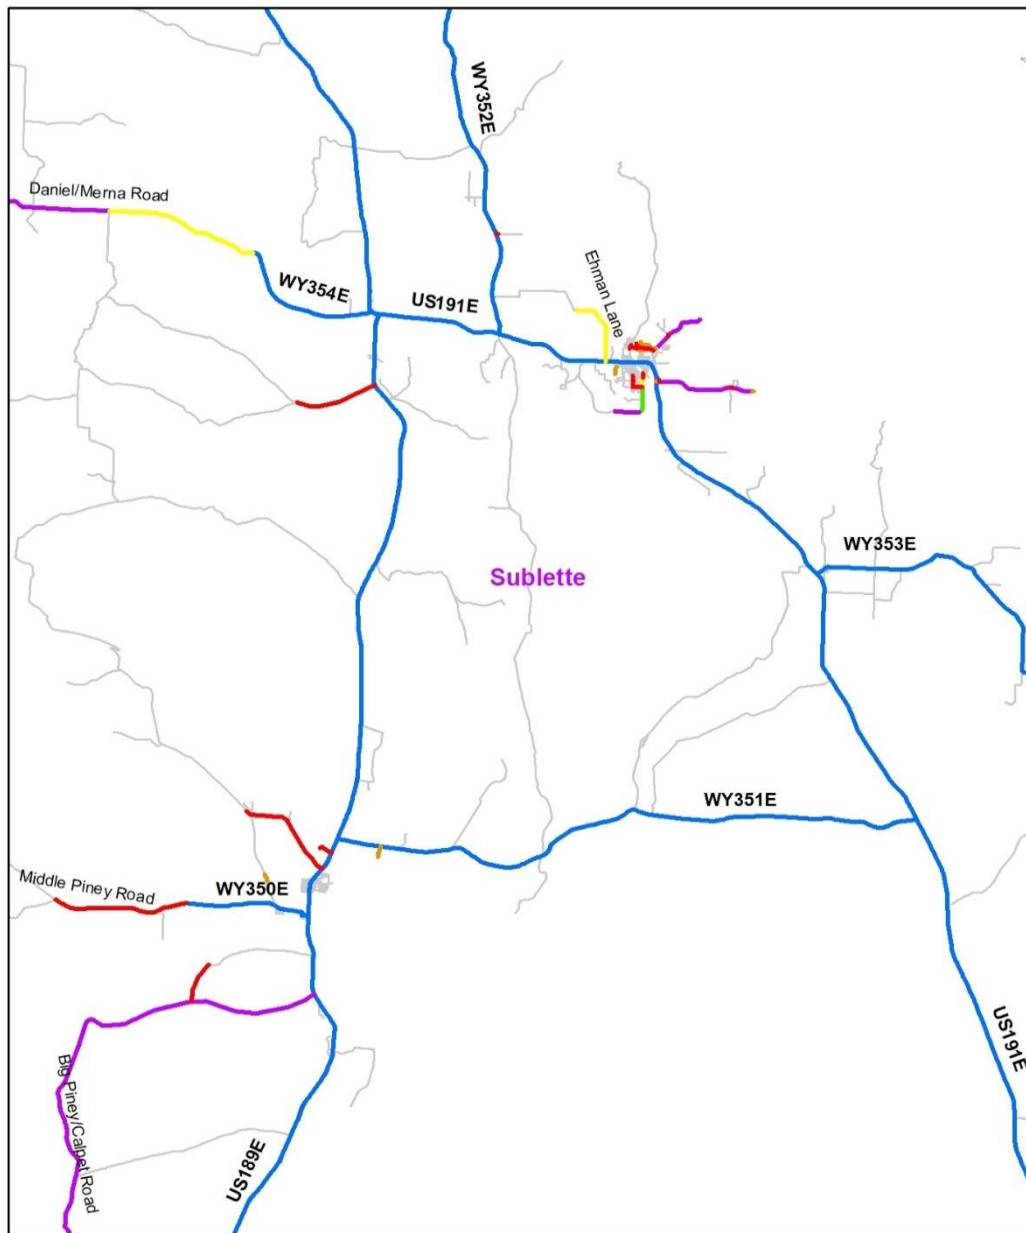 WY352E
Daniel/Merna Road
Ehman Lane
WY354E
US191E
WY353E
Sublette
WY351E
Middle Piney Road
WY350E
US191E
Big Piney/Calpet Road
US189E